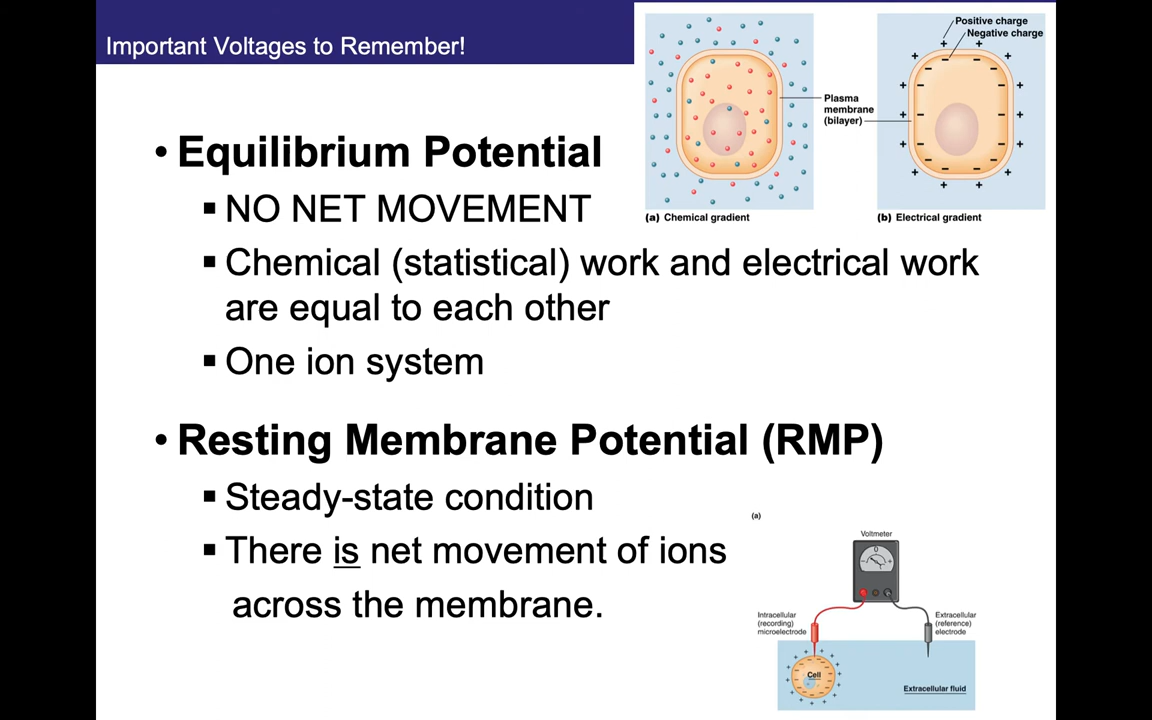 Important Voltages to Remember!
Positive charge
Negative charge
Plasma
membrane
(bilayer)
(a) Chemical gradient
(b) Electrical gradient
• Equilibrium Potential
▪ NO NET MOVEMENT
▪ Chemical (statistical) work and electrical work
are equal to each other
▪ One ion system
• Resting Membrane Potential (RMP)
▪ Steady-state condition
▪ There is net movement of ions
across the membrane.
(a)
Voltmeter
0
− +
Intracellular
(recording)
microelectrode
Extracellular
(reference)
electrode
Cell
Extracellular fluid